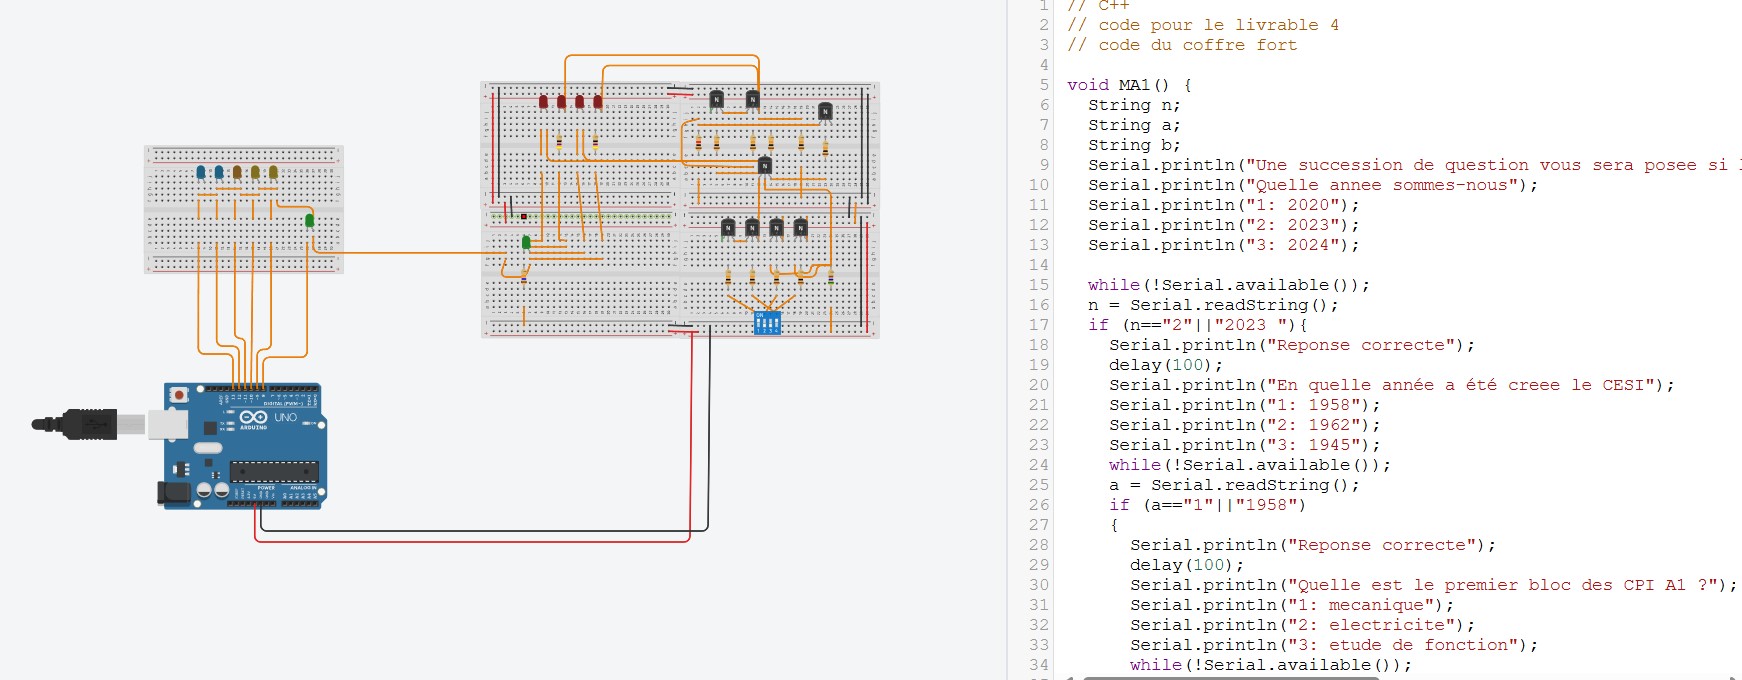 1 // C++
2 // code pour le livrable 4
3 // code du coffre fort
4
5 void MA1() {
6 String n;
7 String a;
8 String b;
9 Serial.println("Une succession de question vous sera posee si
10 Serial.println("Quelle annee sommes-nous");
11 Serial.println("1: 2020");
12 Serial.println("2: 2023");
13 Serial.println("3: 2024");
14
15 while(!Serial.available());
16 n = Serial.readString();
17 if (n=="2"||"2023 "){
18 Serial.println("Reponse correcte");
19 delay(100);
20 Serial.println("En quelle année a été creee le CESI");
21 Serial.println("1: 1958");
22 Serial.println("2: 1962");
23 Serial.println("3: 1945");
24 while(!Serial.available());
25 a = Serial.readString();
26 if (a=="1"||"1958")
27 {
28 Serial.println("Reponse correcte");
29 delay(100);
30 Serial.println("Quelle est le premier bloc des CPI A1 ?");
31 Serial.println("1: mecanique");
32 Serial.println("2: electricite");
33 Serial.println("3: etude de fonction");
34 while(!Serial.available());
N
N
N
N
N
N
N
N
ON
1 2 3 4
DIGITAL (PWM~)
UNO
ARDUINO
POWER
ANALOG IN